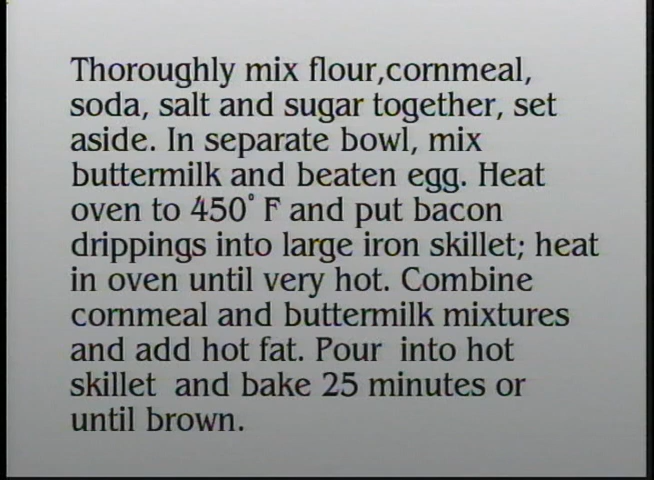 Thoroughly mix flour,cornmeal,
soda, salt and sugar together, set
aside. In separate bowl, mix
buttermilk and beaten egg. Heat
oven to 450° F and put bacon
drippings into large iron skillet; heat
in oven until very hot. Combine
cornmeal and buttermilk mixtures
and add hot fat. Pour  into hot
skillet  and bake 25 minutes or
until brown.